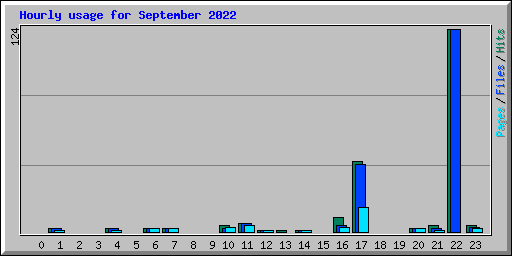 Hourly usage for September 2022
124
Pages/Files/Hits
0 1 2 3 4 5 6 7 8 9 10 11 12 13 14 15 16 17 18 19 20 21 22 23